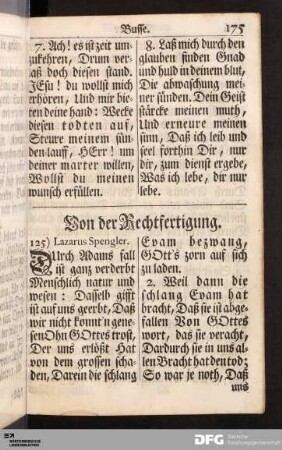 Busse. 175
7. Ach! es ist zeit um-
zukehren, Drum ver-
laß doch diesen stand.
JEsu! du wollst mich
erhören, Und mir bie-
ten deine hand: Wecke
diesen todten auf,
Steure meinem sün-
den-lauff, HErr! um
deiner marter willen,
Wollst du meinen
wunsch erfüllen.
8. Laß mich durch den
glauben finden Gnad
und huld in deinem blut,
Die abwaschung mei-
ner sünden. Dein Geist
stärcke meinen muth,
Und erneure meinen
sinn, Daß ich leib und
seel forthin Dir, nur
dir, zum dienst ergebe,
Was ich lebe, dir nur
lebe.
Von der Rechtfertigung.
125) Lazarus Spengler.
DUrch Adams fall
ist ganz verderbt
Menschlich natur und
wesen: Dasselb gifft
ist auf uns geerbt, Daß
wir nicht konnt'n gene-
sen Ohn GOttes trost,
Der uns erlößt Hat
von dem grossen scha-
den, Darein die schlang
Evam bezwang,
GOtt's zorn auf sich
zu laden.
2. Weil dann die
schlang Evam hat
bracht, Daß sie ist abge-
fallen Von GOttes
wort, das sie veracht,
Dardurch sie in uns al-
len Bracht hat den tod;
So war je noth, Daß
uns
DFG Deutsche
Forschungsgemeinschaft